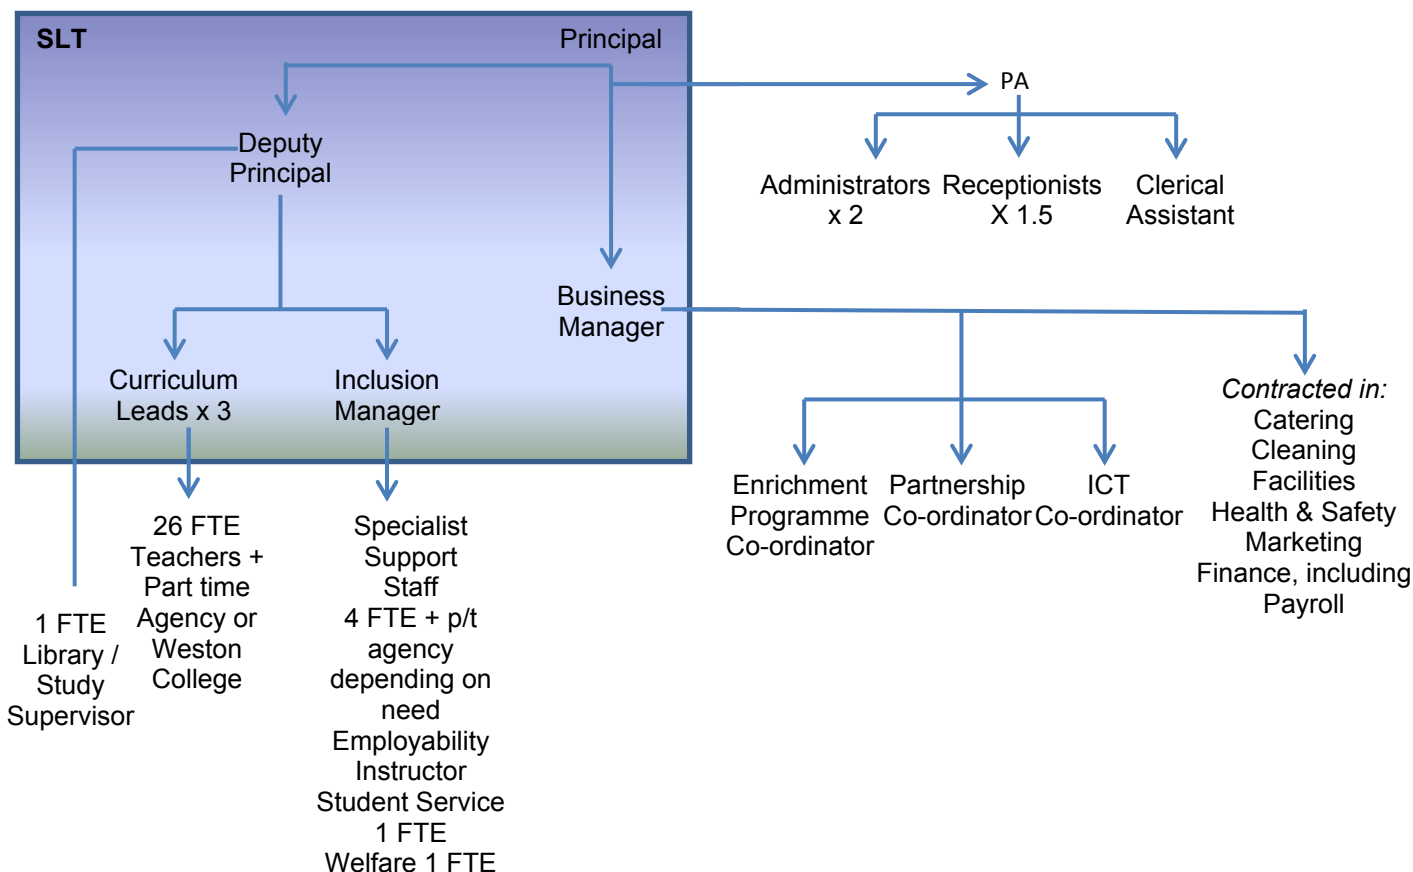 SLT
Principal
PA
Deputy
Principal
Administrators
x 2
Receptionists
X 1.5
Clerical
Assistant
Business
Manager
Curriculum
Leads x 3
Inclusion
Manager
Contracted in:
Catering
Cleaning
Facilities
Health & Safety
Marketing
Finance, including
Payroll
Enrichment
Programme
Co-ordinator
Partnership
Co-ordinator
ICT
Co-ordinator
1 FTE
Library /
Study
Supervisor
26 FTE
Teachers +
Part time
Agency or
Weston
College
Specialist
Support
Staff
4 FTE + p/t
agency
depending on
need
Employability
Instructor
Student Service
1 FTE
Welfare 1 FTE